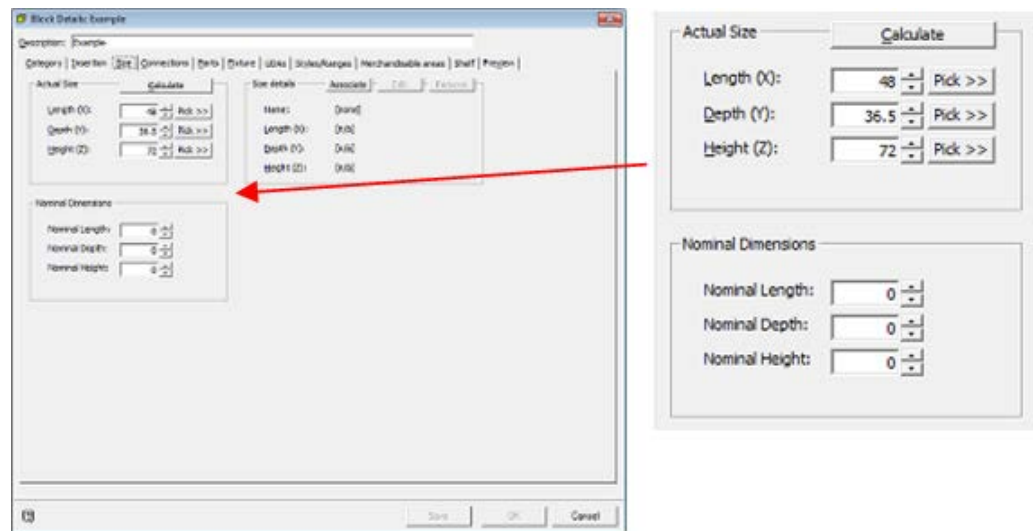 Block Details: Example
Description: Example
Category Insertion Size Connections Parts Fixture UDAs Styles/Ranges Merchandisable areas Shelf Preview
Actual Size Calculate
Length (X): 48 Pick >>
Depth (Y): 36.5 Pick >>
Height (Z): 72 Pick >>
Size details Associate Edit Remove
Name: [None]
Length (X): [N/A]
Depth (Y): [N/A]
Height (Z): [N/A]
Nominal Dimensions
Nominal Length: 0
Nominal Depth: 0
Nominal Height: 0
Save OK Cancel
Actual Size Calculate
Length (X): 48 Pick >>
Depth (Y): 36.5 Pick >>
Height (Z): 72 Pick >>
Nominal Dimensions
Nominal Length: 0
Nominal Depth: 0
Nominal Height: 0